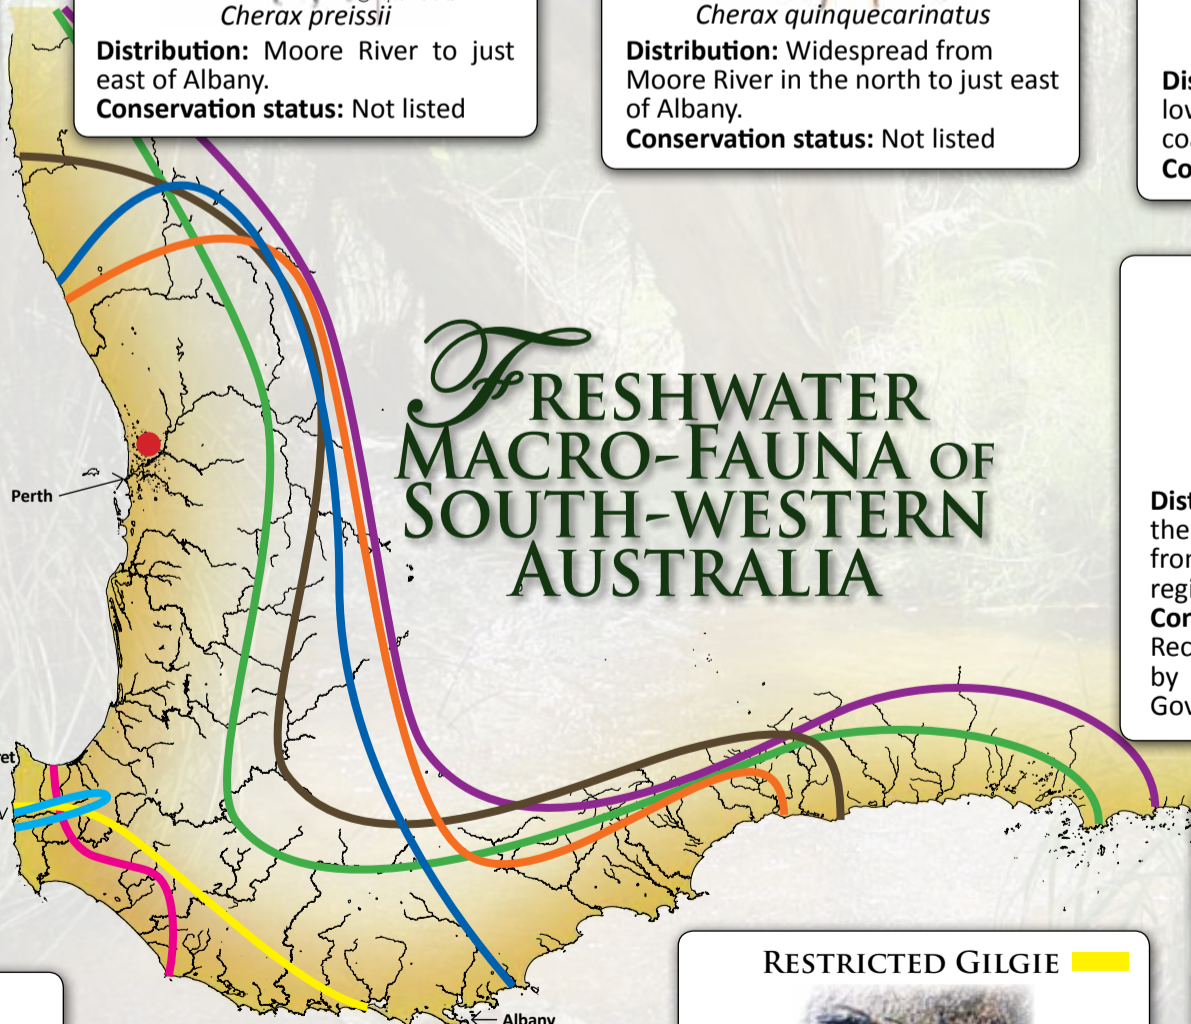 Cherax preissii
Distribution: Moore River to just
east of Albany.
Conservation status: Not listed
Cherax quinquecarinatus
Distribution: Widespread from
Moore River in the north to just east
of Albany.
Conservation status: Not listed
Freshwater
Macro-Fauna of
South-western
Australia
Perth
the
by
Restricted Gilgie
Albany